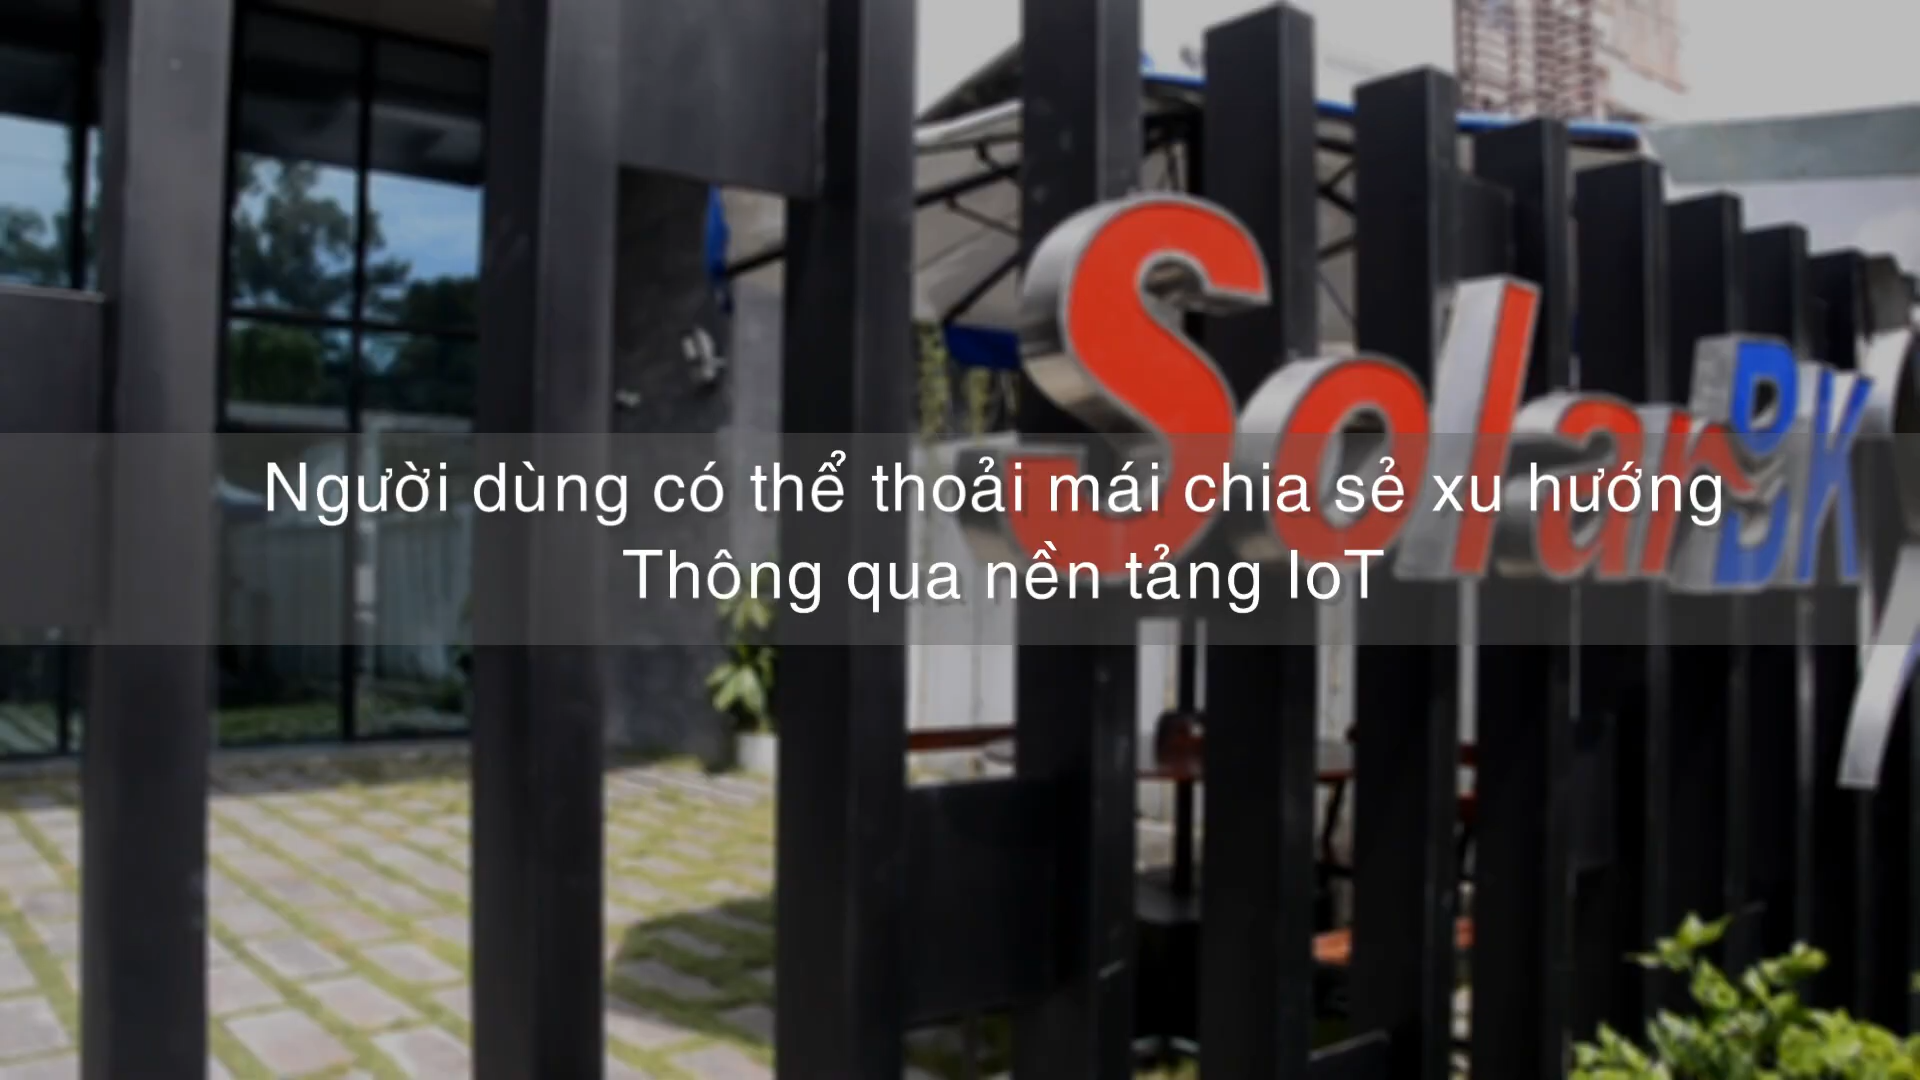 SolarBK
Người dùng có thể thoải mái chia sẻ xu hướng
Thông qua nền tảng IoT